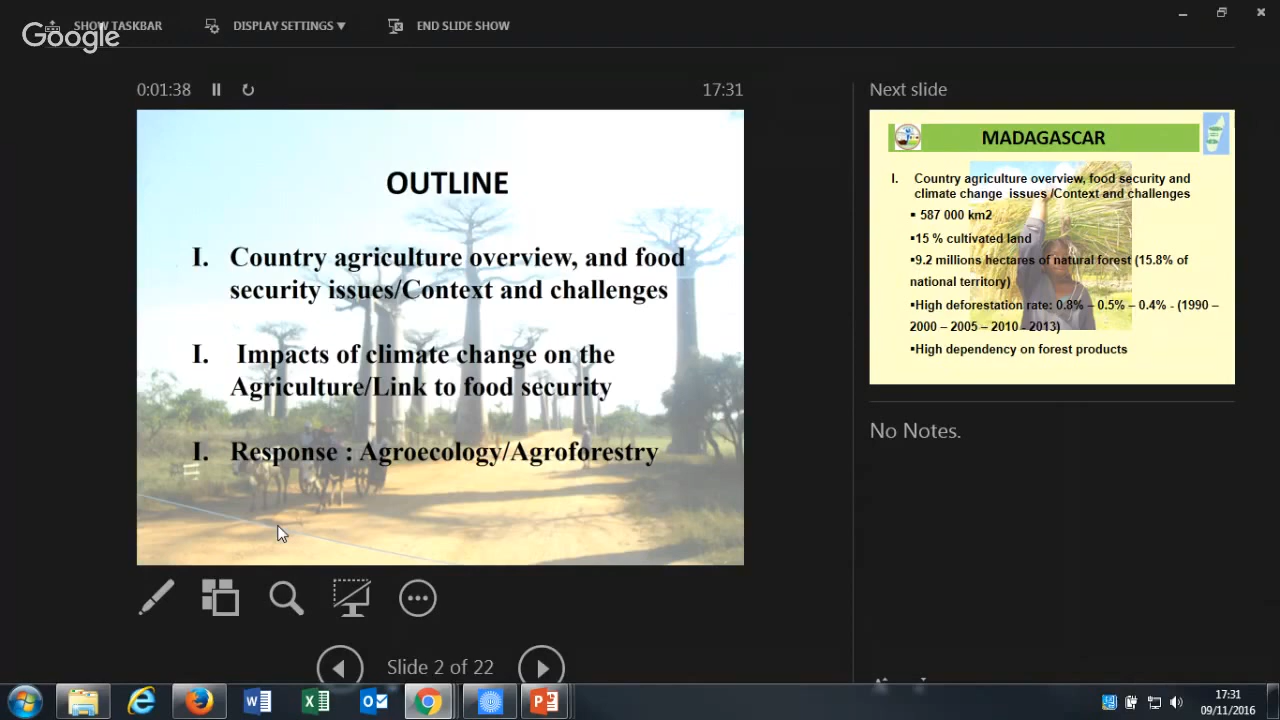 SHOW TASKBAR
DISPLAY SETTINGS ▼
END SLIDE SHOW
Google
0:01:38
17:31
OUTLINE
I. Country agriculture overview, and food
security issues/Context and challenges
I. Impacts of climate change on the
Agriculture/Link to food security
I. Response : Agroecology/Agroforestry
Slide 2 of 22
Next slide
MADAGASCAR
I. Country agriculture overview, food security and
climate change issues /Context and challenges
▪ 587 000 km2
▪15 % cultivated land
▪9.2 millions hectares of natural forest (15.8% of
national territory)
▪High deforestation rate: 0.8% – 0.5% – 0.4% - (1990 –
2000 – 2005 – 2010 - 2013)
▪High dependency on forest products
No Notes.
17:31
09/11/2016